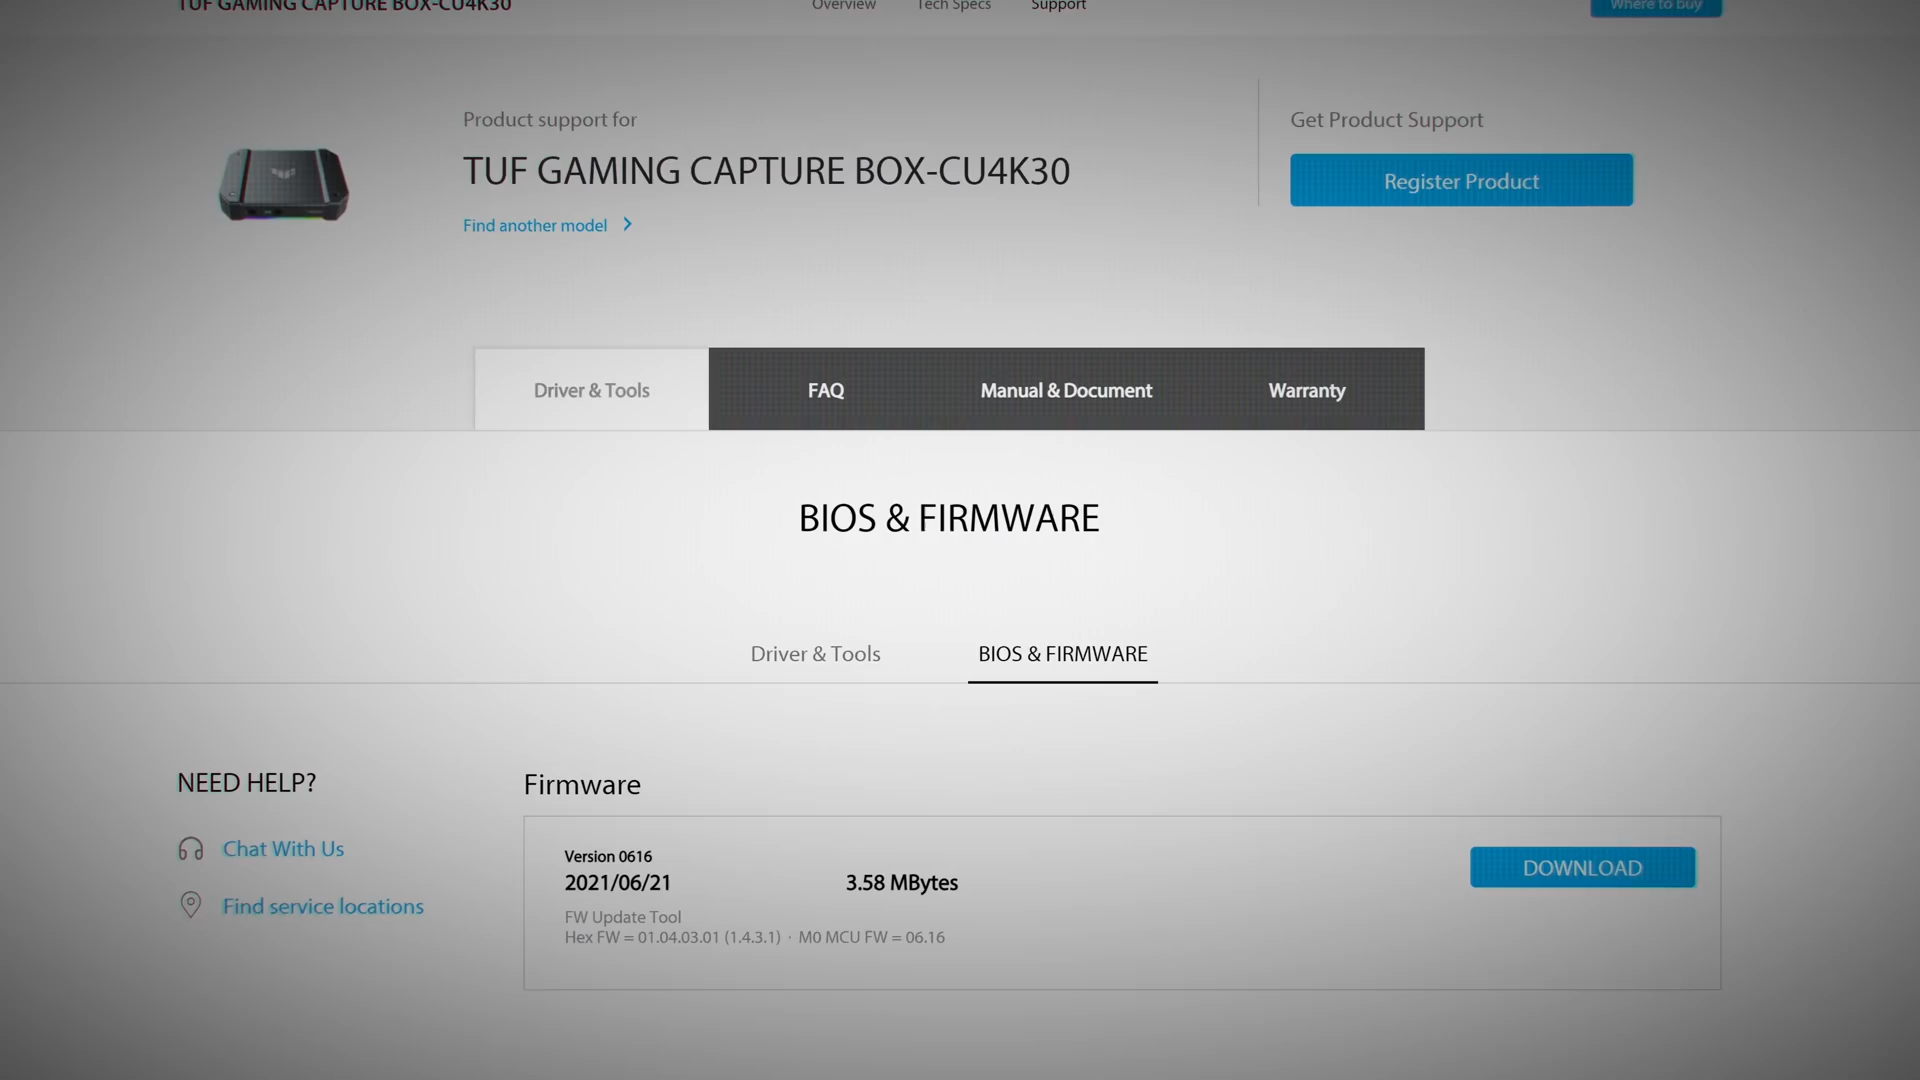 TUF GAMING CAPTURE BOX-CU4K30
Overview
Tech Specs
Support
Where to buy
Product support for
TUF GAMING CAPTURE BOX-CU4K30
Find another model
Get Product Support
Register Product
Driver & Tools
FAQ
Manual & Document
Warranty
BIOS & FIRMWARE
Driver & Tools
BIOS & FIRMWARE
NEED HELP?
Chat With Us
Find service locations
Firmware
Version 0616
2021/06/21
3.58 MBytes
DOWNLOAD
FW Update Tool
Hex FW = 01.04.03.01 (1.4.3.1) · M0 MCU FW = 06.16